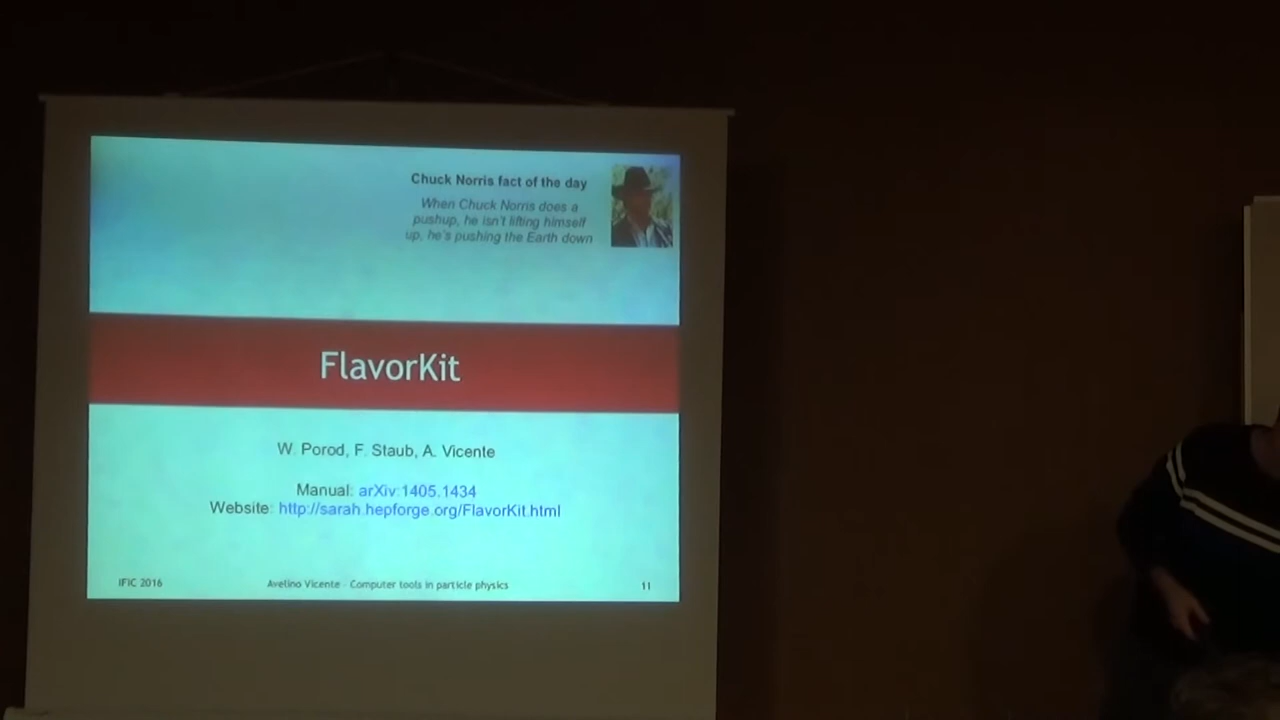 Chuck Norris fact of the day
When Chuck Norris does a
pushup, he isn't lifting himself
up, he's pushing the Earth down
FlavorKit
W. Porod, F. Staub, A. Vicente
Manual: arXiv:1405.1434
Website: http://sarah.hepforge.org/FlavorKit.html
IFIC 2016
Avelino Vicente - Computer tools in particle physics
11